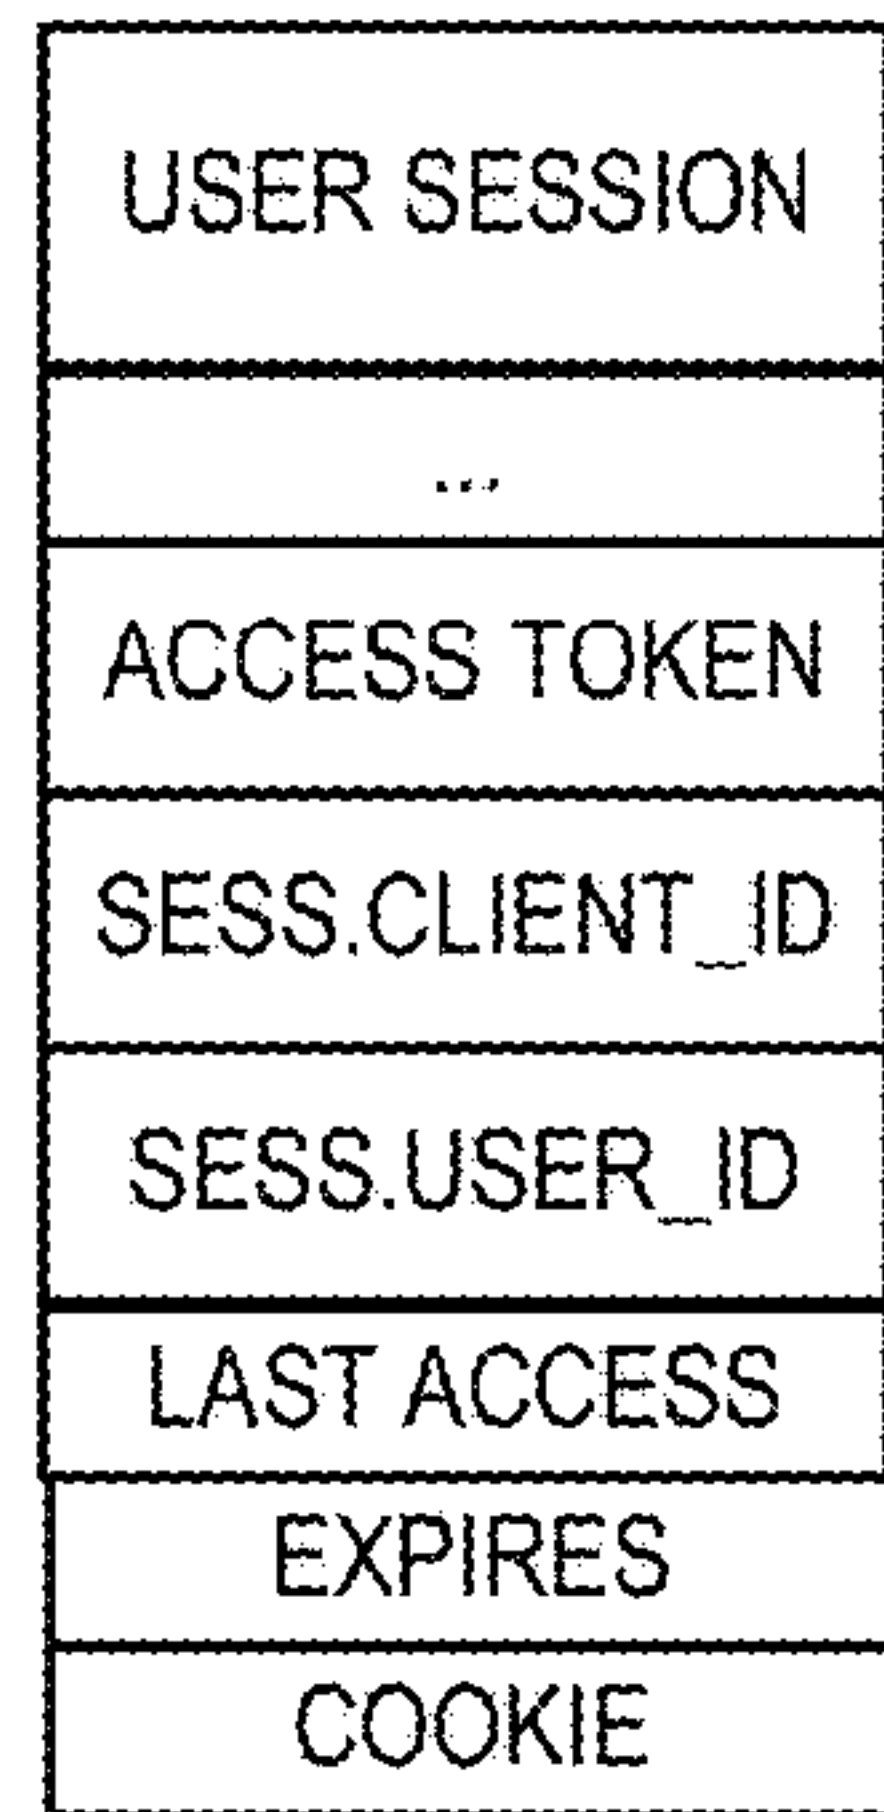 USER SESSION
...
ACCESS TOKEN
SESS.CLIENT_ID
SESS.USER_ID
LAST ACCESS
EXPIRES
COOKIE